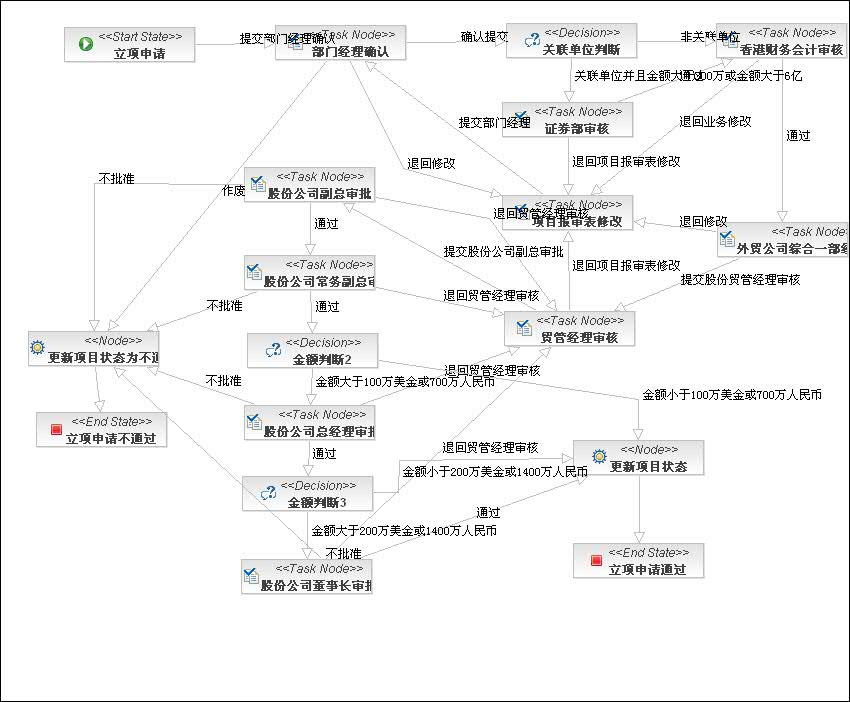 <<Start State>>
立项申请
提交部门经理确认
<<Task Node>>
部门经理确认
确认提交
<<Decision>>
关联单位判断
非关联单位
<<Task Node>>
香港财务会计审核
关联单位并且金额大于
通过
300万或金额大于6亿
<<Task Node>>
证券部审核
提交部门经理
退回业务修改
通过
退回修改
退回项目报审表修改
不批准
作废
<<Task Node>>
股份公司副总审批
<<Task Node>>
项目报审表修改
退回贸管经理审核
退回修改
通过
<<Task Node>>
外贸公司综合一部经
提交股份公司副总审批
<<Task Node>>
股份公司常务副总审
退回项目报审表修改
提交股份贸管经理审核
不批准
通过
退回贸管经理审核
<<Task Node>>
贸管经理审核
<<Node>>
更新项目状态为不通
<<Decision>>
金额判断2
退回贸管经理审核
不批准
金额大于100万美金或700万人民币
金额小于100万美金或700万人民币
<<End State>>
立项申请不通过
<<Task Node>>
股份公司总经理审批
通过
退回贸管经理审核
<<Node>>
更新项目状态
金额小于200万美金或1400万人民币
<<Decision>>
金额判断3
通过
金额大于200万美金或1400万人民币
不批准
<<Task Node>>
股份公司董事长审批
<<End State>>
立项申请通过